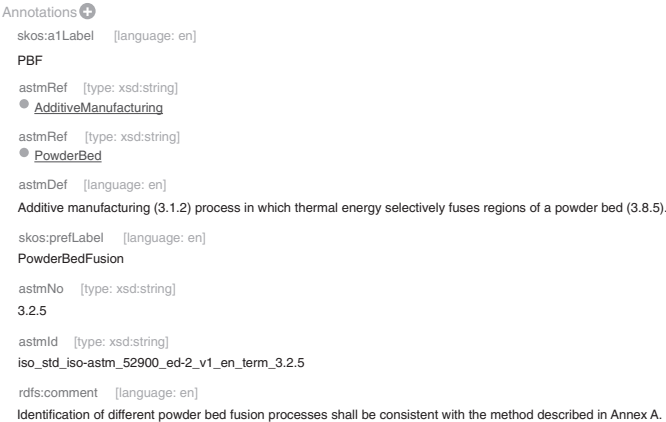 Annotations
skos:a1Label [language: en]
PBF
astmRef [type: xsd:string]
AdditiveManufacturing
astmRef [type: xsd:string]
PowderBed
astmDef [language: en]
Additive manufacturing (3.1.2) process in which thermal energy selectively fuses regions of a powder bed (3.8.5).
skos:prefLabel [language: en]
PowderBedFusion
astmNo [type: xsd:string]
3.2.5
astmId [type: xsd:string]
iso_std_iso-astm_52900_ed-2_v1_en_term_3.2.5
rdfs:comment [language: en]
Identification of different powder bed fusion processes shall be consistent with the method described in Annex A.